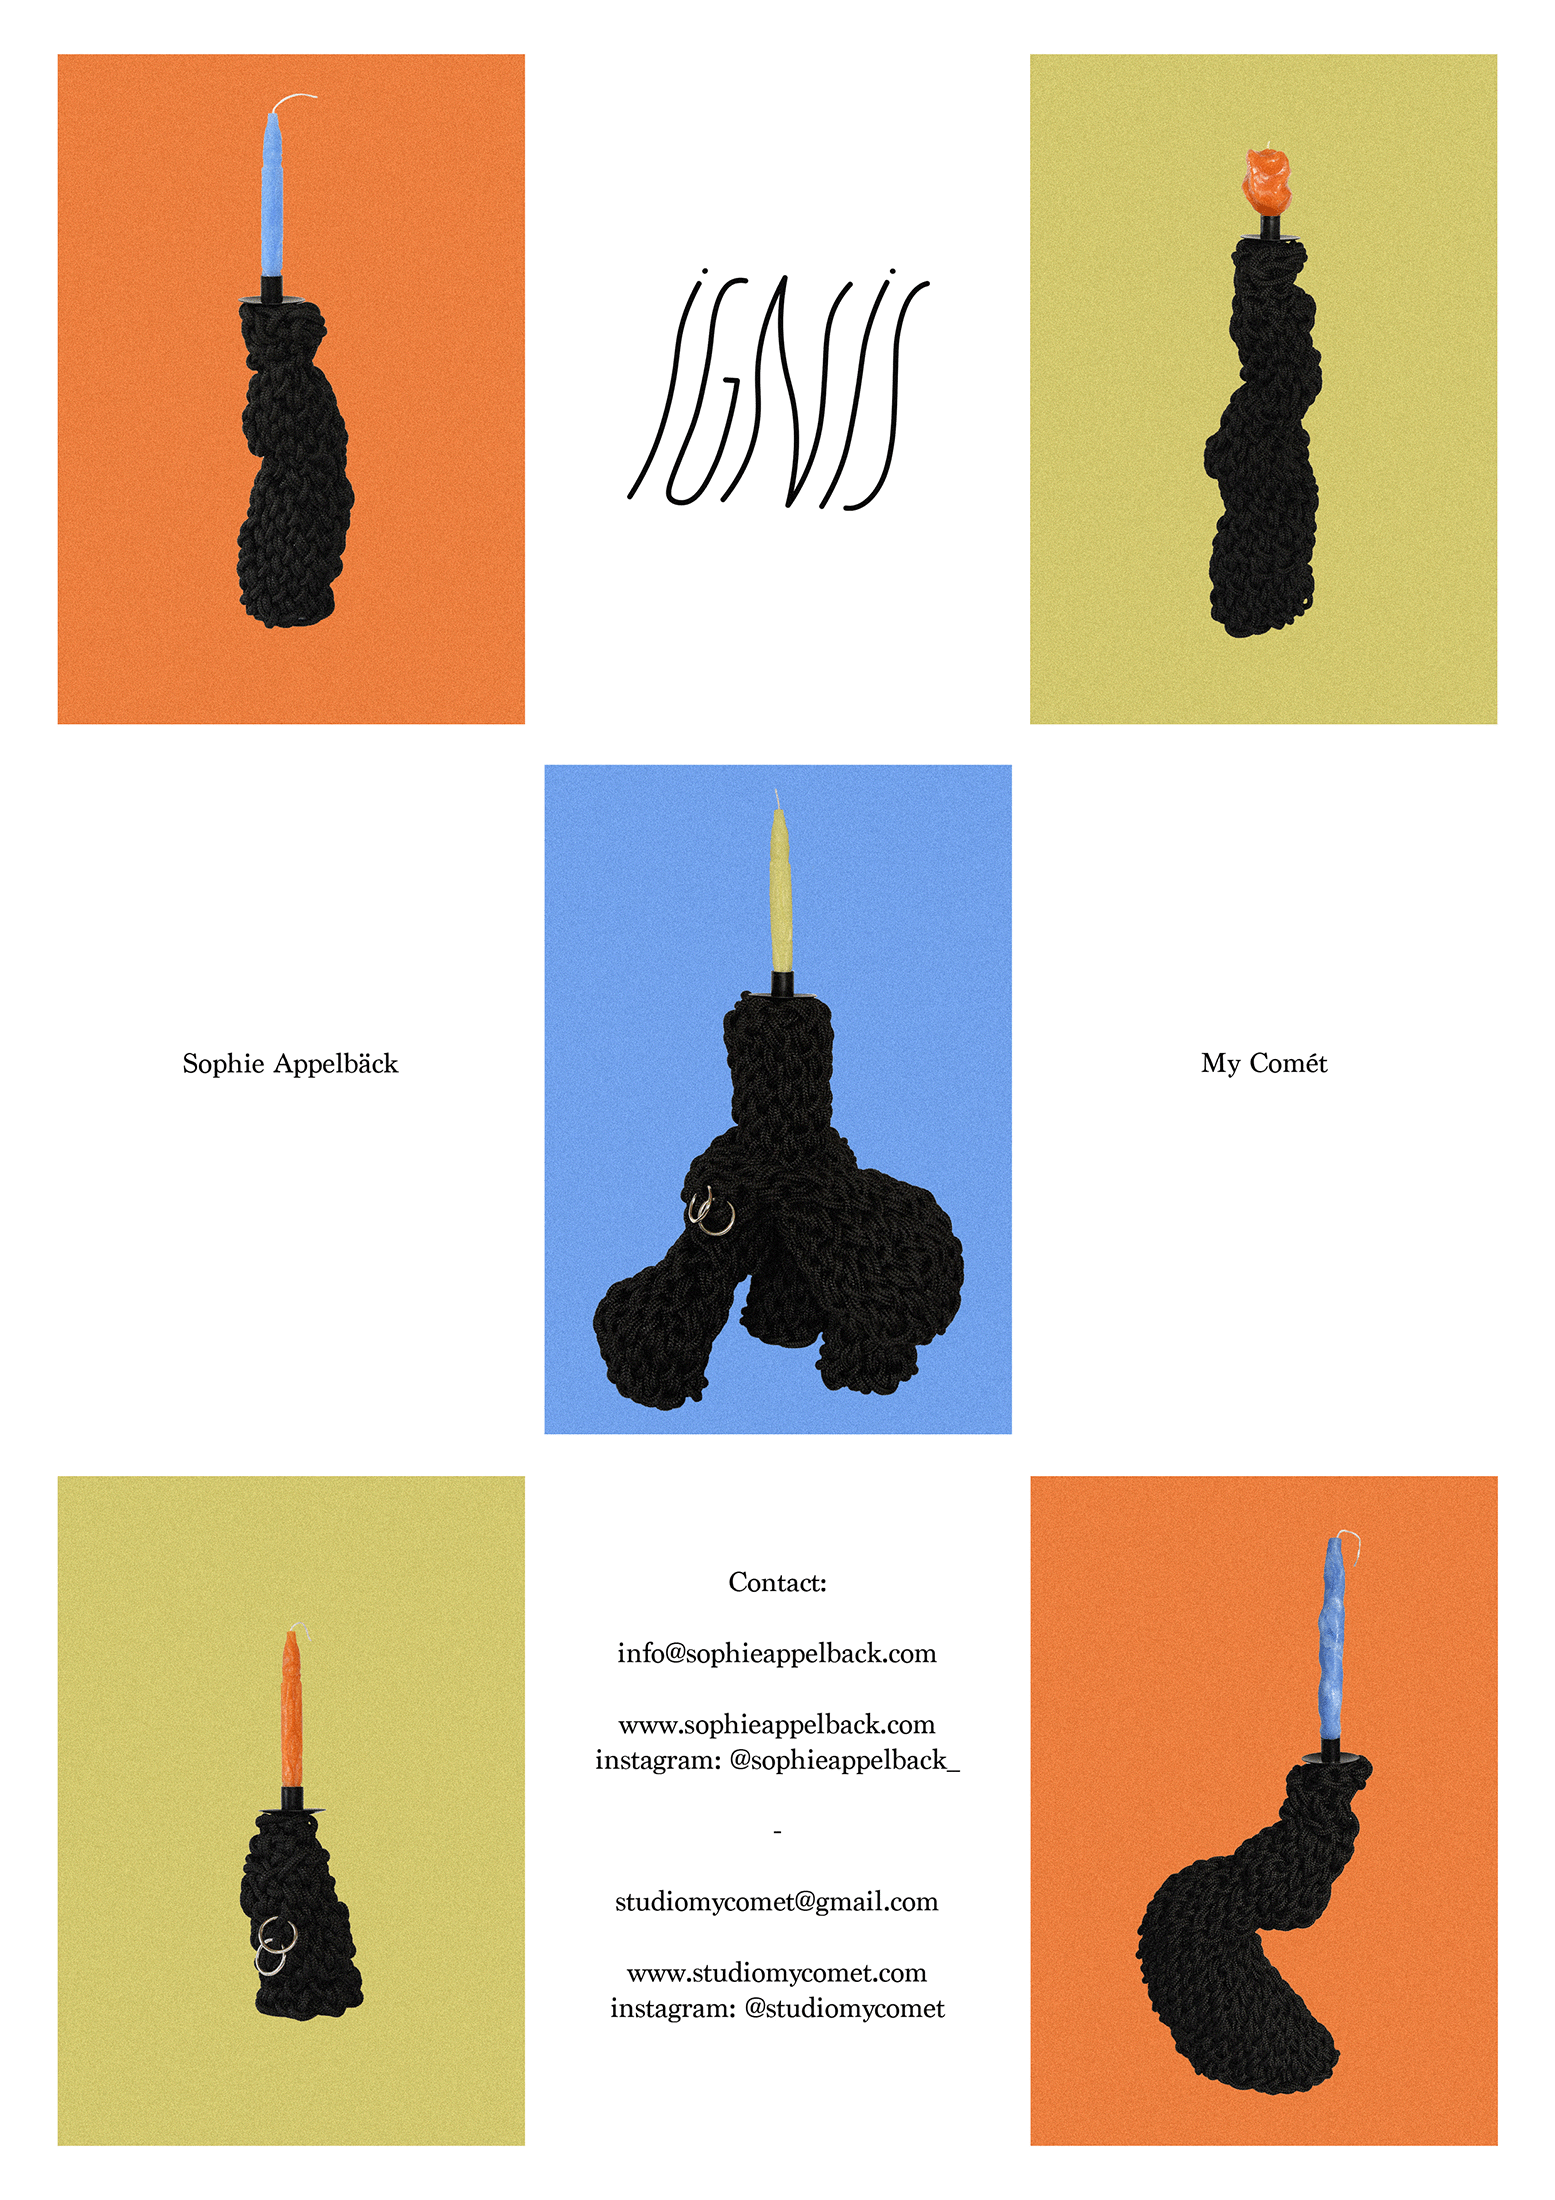 iGNiS
Sophie Appelbäck
My Comét
Contact:
info@sophieappelback.com
www.sophieappelback.com
instagram: @sophieappelback_
-
studiomycomet@gmail.com
www.studiomycomet.com
instagram: @studiomycomet